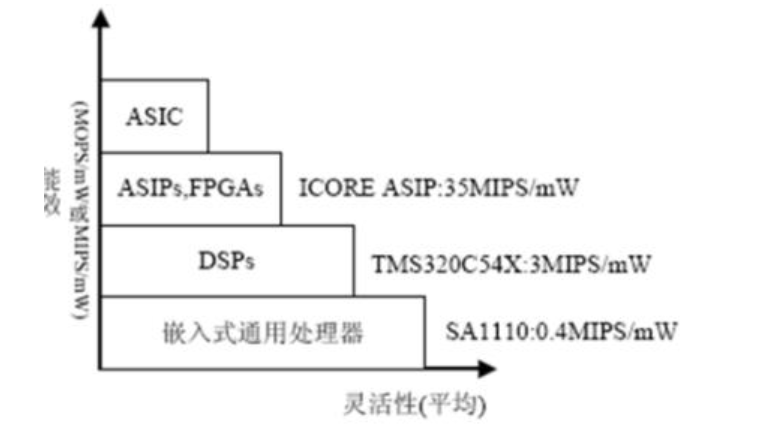 能效
(MOPS/mW或MIPS/mW)
ASIC
ASIPs,FPGAs
ICORE ASIP:35MIPS/mW
DSPs
TMS320C54X:3MIPS/mW
嵌入式通用处理器
SA1110:0.4MIPS/mW
灵活性(平均)